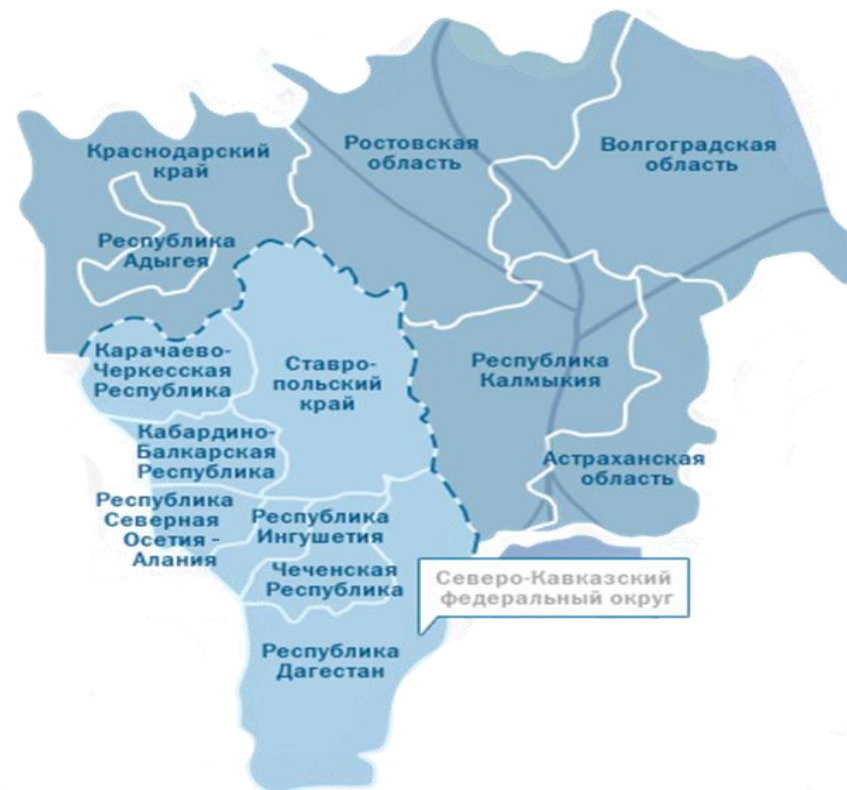 Краснодарский
край
Ростовская
область
Волгоградская
область
Республика
Адыгея
Карачаево-
Черкесская
Республика
Ставро-
польский
край
Республика
Калмыкия
Кабардино-
Балкарская
Республика
Астраханская
область
Республика
Северная
Осетия -
Алания
Республика
Ингушетия
Чеченская
Республика
Северо-Кавказский
федеральный округ
Республика
Дагестан